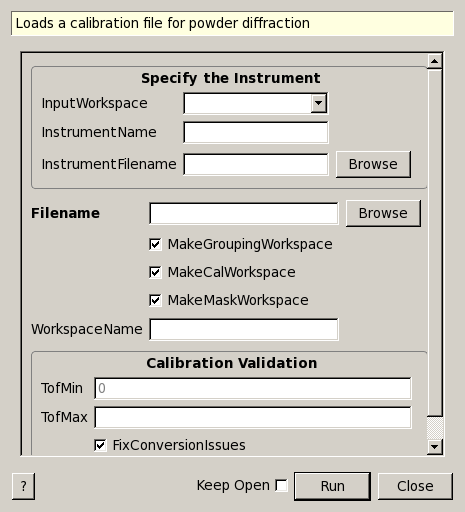 Loads a calibration file for powder diffraction
Specify the Instrument
InputWorkspace
InstrumentName
InstrumentFilename Browse
Filename Browse
MakeGroupingWorkspace
MakeCalWorkspace
MakeMaskWorkspace
WorkspaceName
Calibration Validation
TofMin 0
TofMax
FixConversionIssues
? Keep Open Run Close